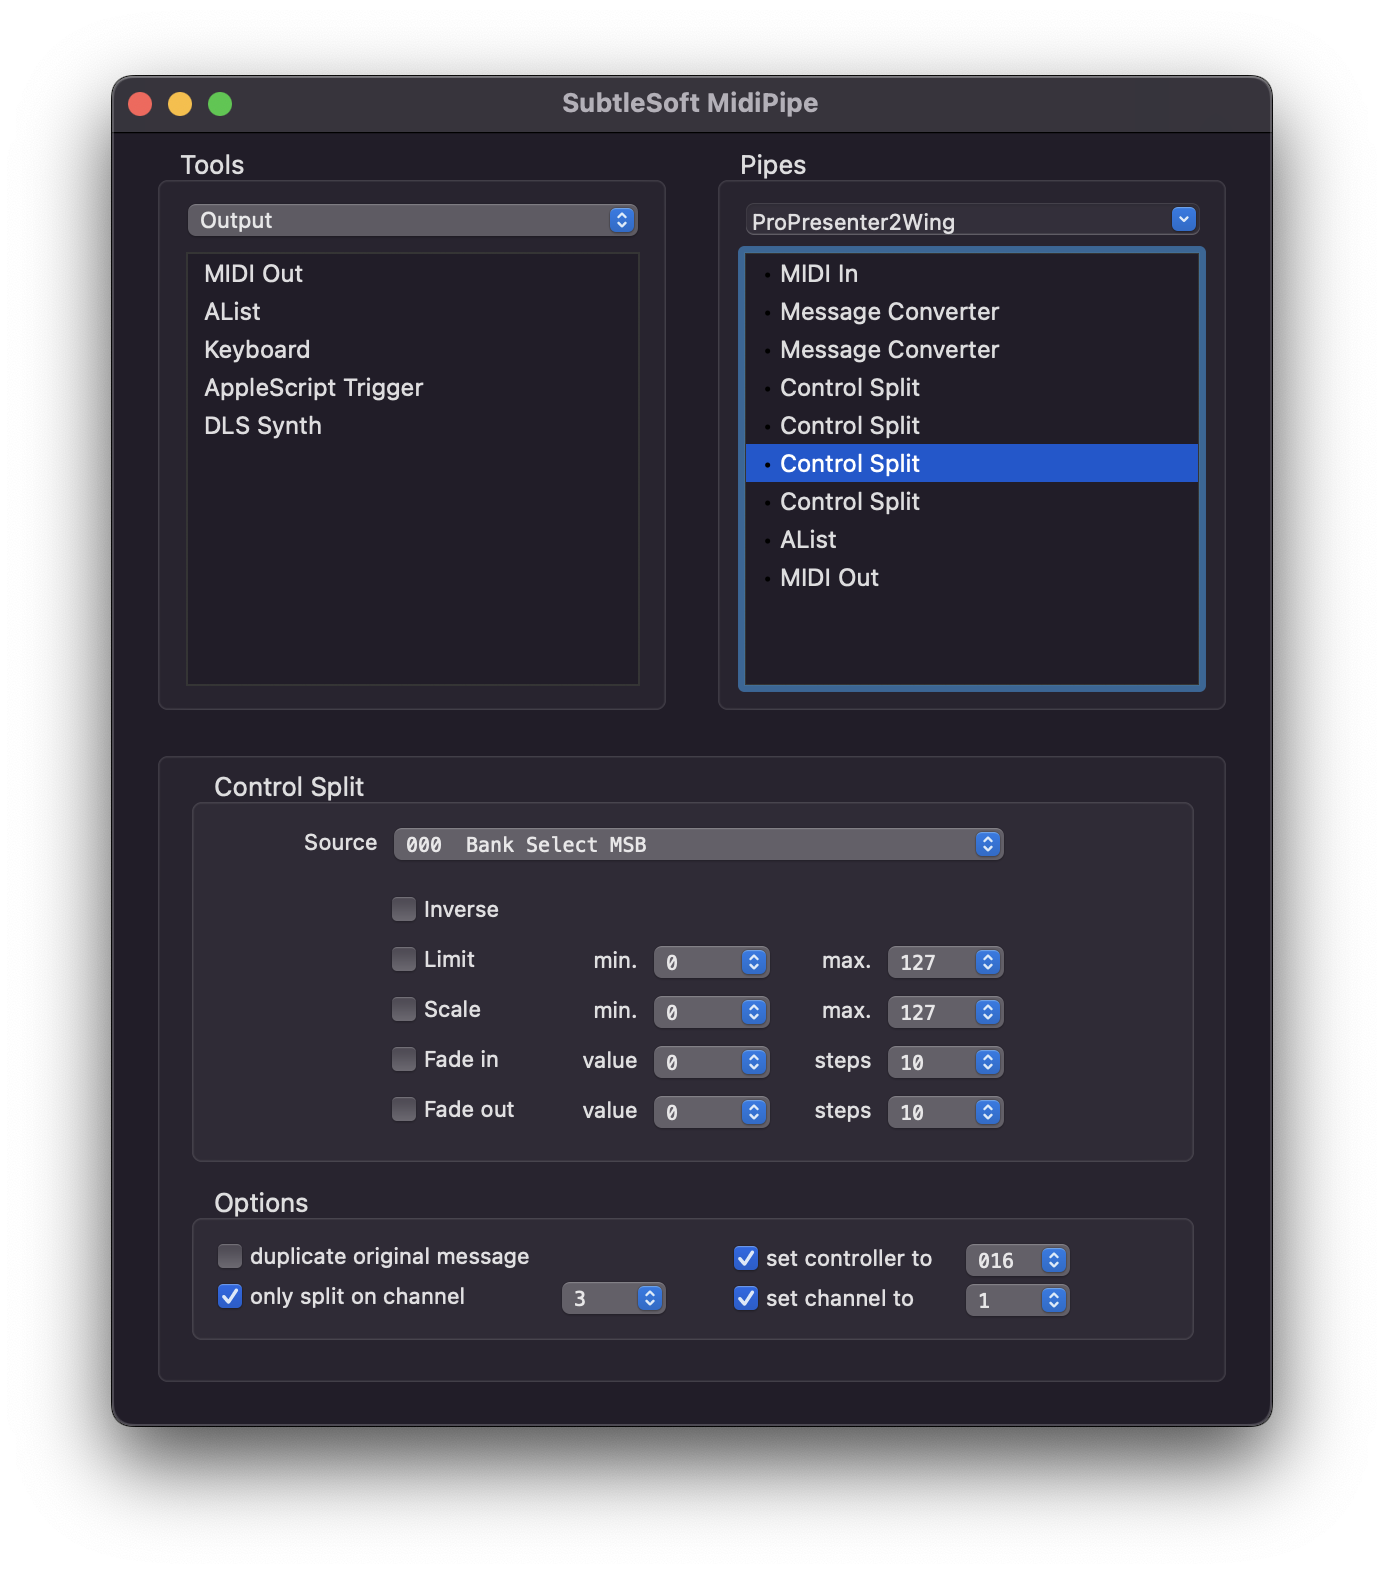 SubtleSoft MidiPipe
Tools
Output
MIDI Out
AList
Keyboard
AppleScript Trigger
DLS Synth
Pipes
ProPresenter2Wing
MIDI In
Message Converter
Message Converter
Control Split
Control Split
Control Split
Control Split
AList
MIDI Out
Control Split
Source 000 Bank Select MSB
Inverse
Limit min. 0 max. 127
Scale min. 0 max. 127
Fade in value 0 steps 10
Fade out value 0 steps 10
Options
duplicate original message set controller to 016
only split on channel 3 set channel to 1